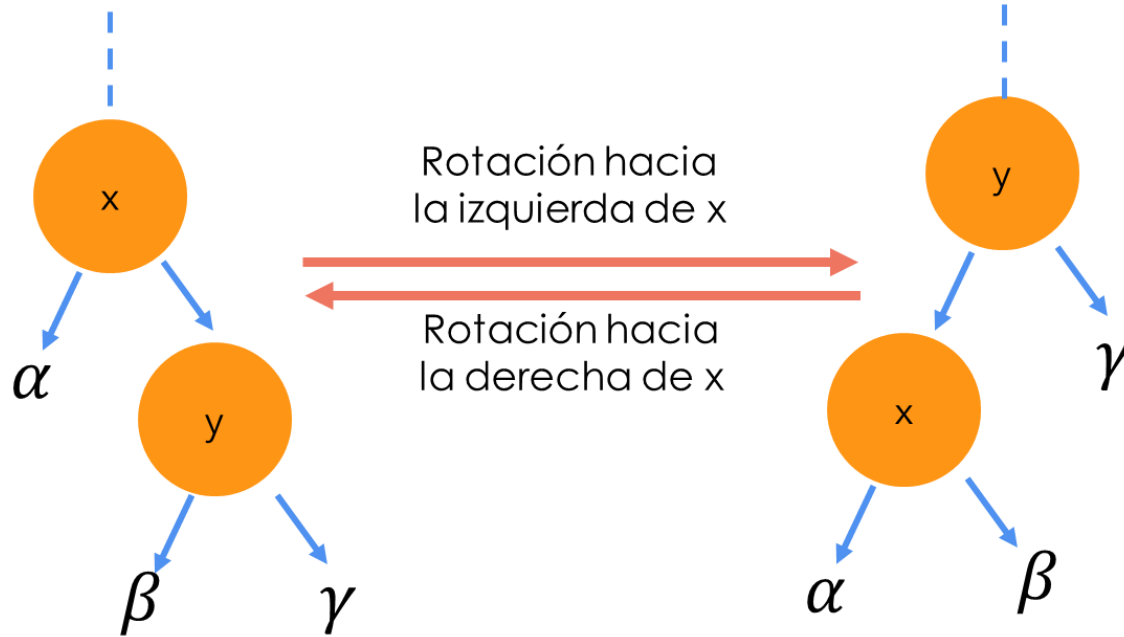 x
α
y
β
γ
Rotación hacia
la izquierda de x
Rotación hacia
la derecha de x
y
γ
x
α
β